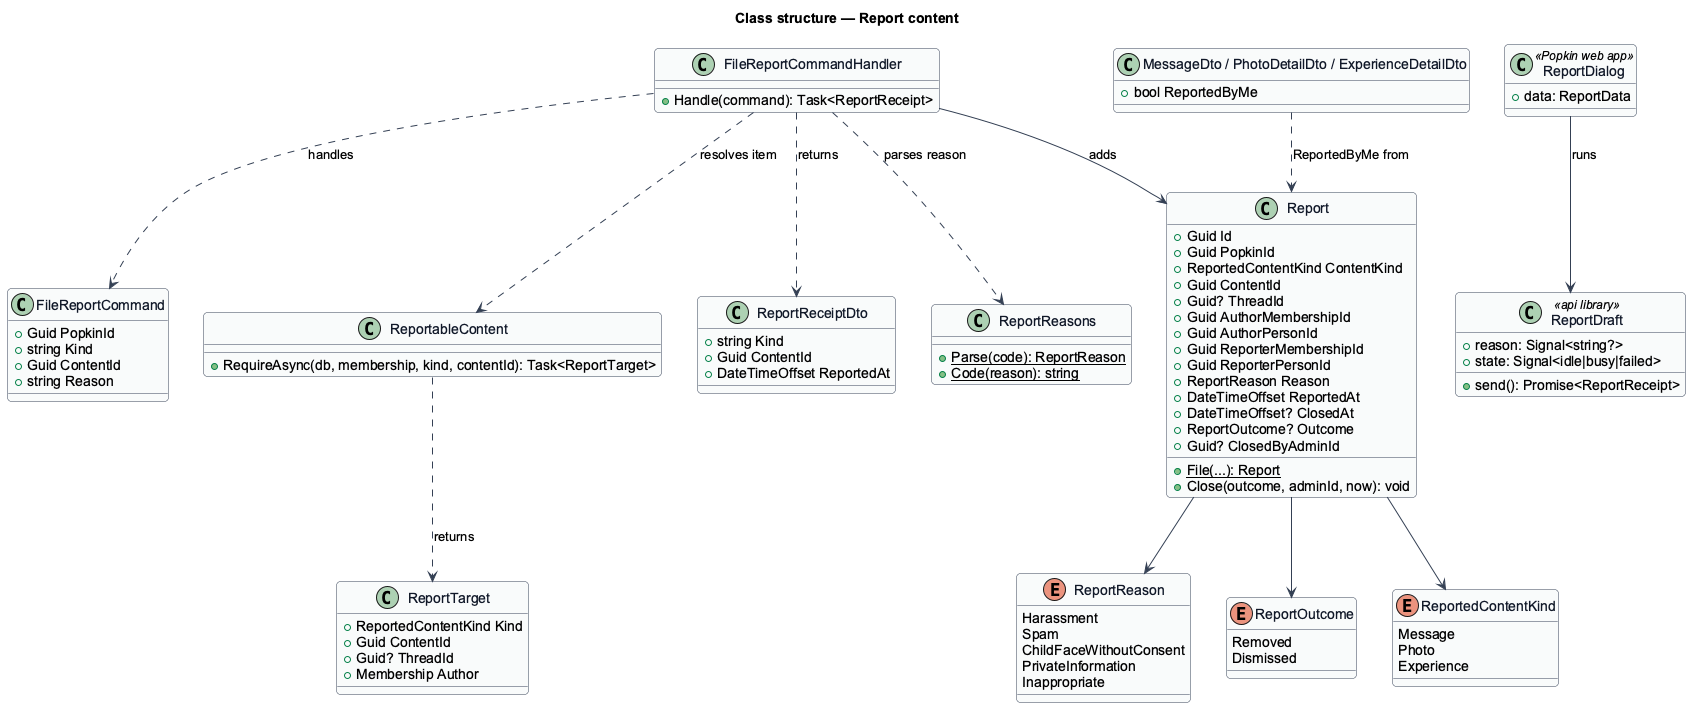 Class structure — Report content
C FileReportCommandHandler
Handle(command): Task<ReportReceipt>
C MessageDto / PhotoDetailDto / ExperienceDetailDto
bool ReportedByMe
«Popkin web app»
C ReportDialog
data: ReportData
handles
resolves item
returns
parses reason
adds
ReportedByMe from
runs
C FileReportCommand
Guid PopkinId
string Kind
Guid ContentId
string Reason
C ReportableContent
RequireAsync(db, membership, kind, contentId): Task<ReportTarget>
C ReportReceiptDto
string Kind
Guid ContentId
DateTimeOffset ReportedAt
C ReportReasons
Parse(code): ReportReason
Code(reason): string
C Report
Guid Id
Guid PopkinId
ReportedContentKind ContentKind
Guid ContentId
Guid? ThreadId
Guid AuthorMembershipId
Guid AuthorPersonId
Guid ReporterMembershipId
Guid ReporterPersonId
ReportReason Reason
DateTimeOffset ReportedAt
DateTimeOffset? ClosedAt
ReportOutcome? Outcome
Guid? ClosedByAdminId
File(...): Report
Close(outcome, adminId, now): void
«api library»
C ReportDraft
reason: Signal<string?>
state: Signal<idle|busy|failed>
send(): Promise<ReportReceipt>
returns
C ReportTarget
ReportedContentKind Kind
Guid ContentId
Guid? ThreadId
Membership Author
E ReportReason
Harassment
Spam
ChildFaceWithoutConsent
PrivateInformation
Inappropriate
E ReportOutcome
Removed
Dismissed
E ReportedContentKind
Message
Photo
Experience